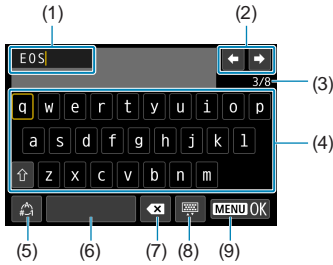 (1) (2)
EOS
3/8 (3)
q w e r t y u i o p
a s d f g h j k l (4)
z x c v b n m
MENU OK
(5) (6) (7) (8) (9)